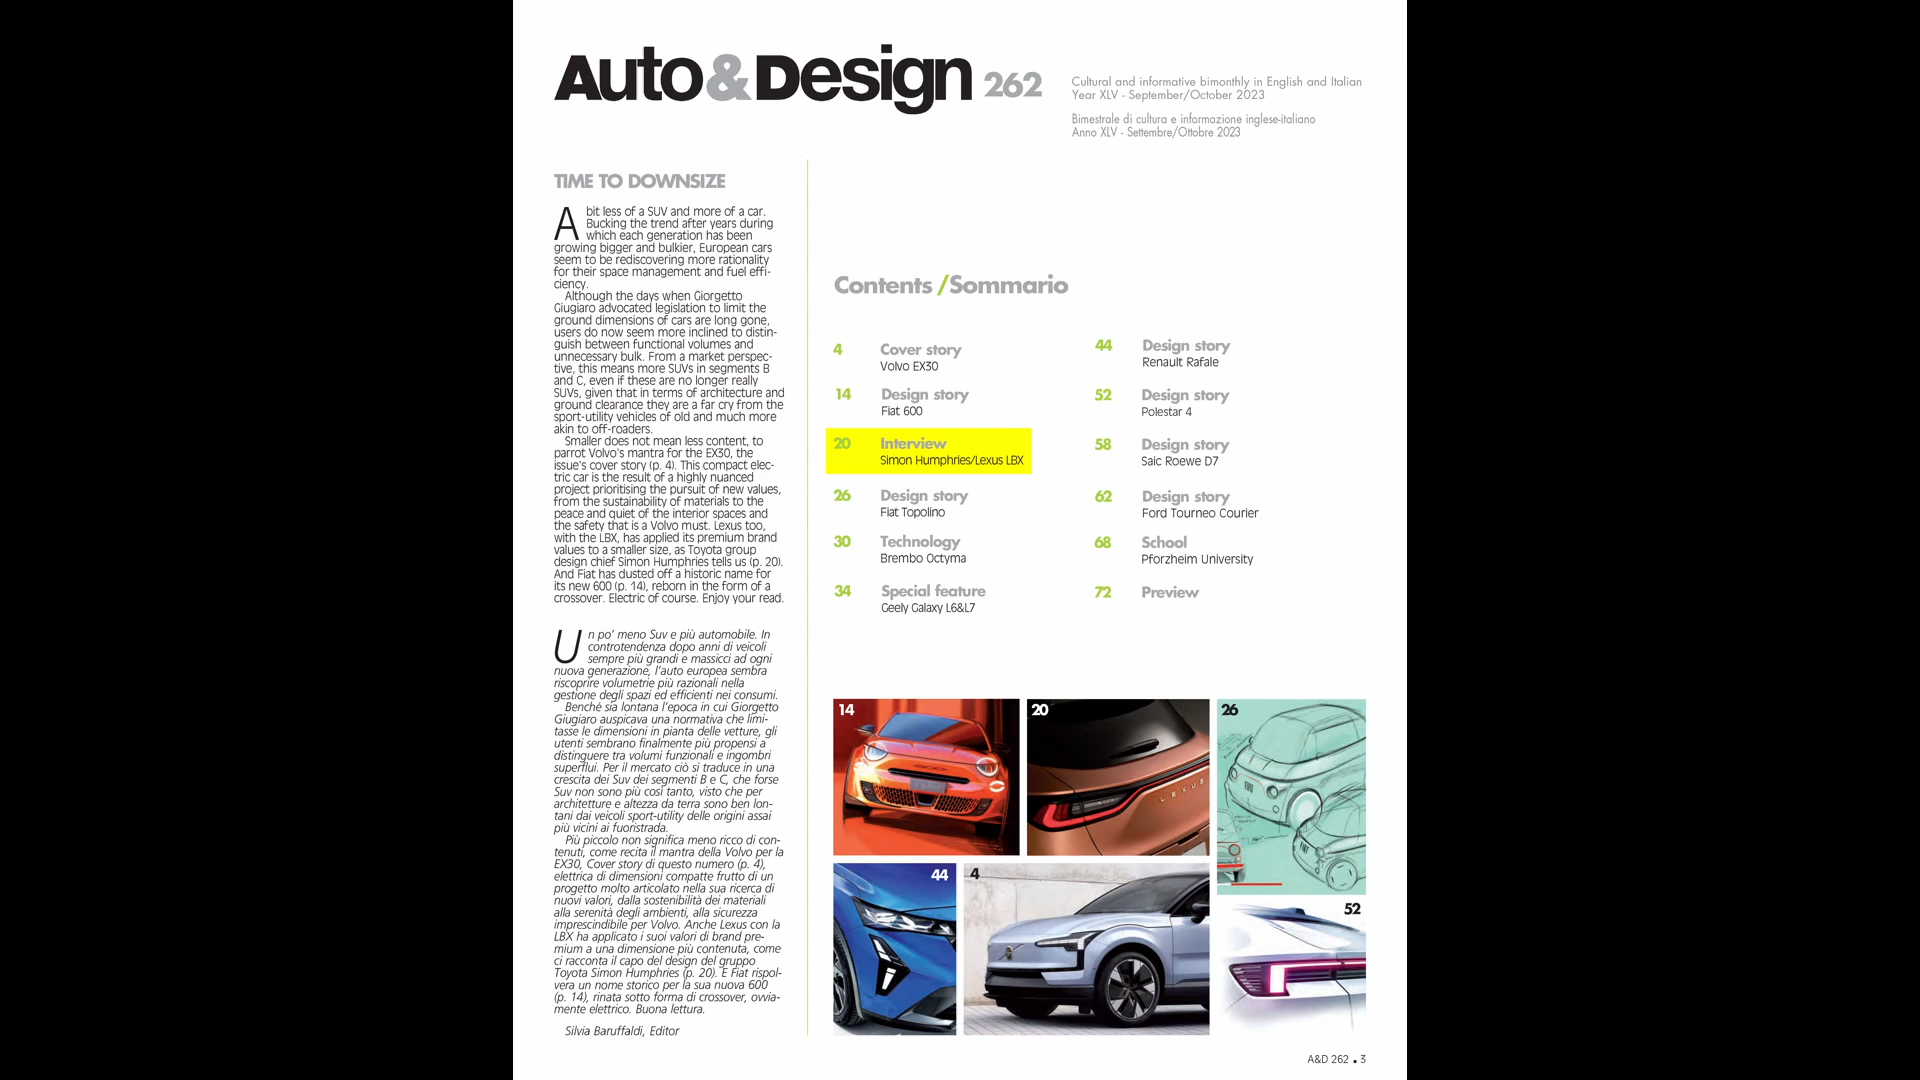 Auto&Design 262
Cultural and informative bimonthly in English and Italian
Year XLV - September/October 2023
Bimestrale di cultura e informazione inglese-italiano
Anno XLV - Settembre/Ottobre 2023
TIME TO DOWNSIZE
A bit less of a SUV and more of a car.
Bucking the trend after years during
which each generation has been
growing bigger and bulkier, European cars
seem to be rediscovering more rationality
for their space management and fuel effi-
ciency.
Although the days when Giorgetto
Giugiaro advocated legislation to limit the
ground dimensions of cars are long gone,
users do now seem more inclined to distin-
guish between functional volumes and
unnecessary bulk. From a market perspec-
tive, this means more SUVs in segments B
and C, even if these are no longer really
SUVs, given that in terms of architecture and
ground clearance they are a far cry from the
sport-utility vehicles of old and much more
akin to off-roaders.
Smaller does not mean less content, to
parrot Volvo's mantra for the EX30, the
issue's cover story (p. 4). This compact elec-
tric car is the result of a highly nuanced
project prioritising the pursuit of new values,
from the sustainability of materials to the
peace and quiet of the interior spaces and
the safety that is a Volvo must. Lexus too,
with the LBX, has applied its premium brand
values to a smaller size, as Toyota group
design chief Simon Humphries tells us (p. 20).
And Fiat has dusted off a historic name for
its new 600 (p. 14), reborn in the form of a
crossover. Electric of course. Enjoy your read.
Un po' meno Suv e più automobile. In
controtendenza dopo anni di veicoli
sempre più grandi e massicci ad ogni
nuova generazione, l'auto europea sembra
riscoprire volumetrie più razionali nella
gestione degli spazi ed efficienti nei consumi.
Benché sia lontana l'epoca in cui Giorgetto
Giugiaro auspicava una normativa che limi-
tasse le dimensioni in pianta delle vetture, gli
utenti sembrano finalmente più propensi a
distinguere tra volumi funzionali e ingombri
superflui. Per il mercato ciò si traduce in una
crescita dei Suv dei segmenti B e C, che forse
Suv non sono più così tanto, visto che per
architetture e altezza da terra sono ben lon-
tani dai veicoli sport-utility delle origini assai
più vicini ai fuoristrada.
Più piccolo non significa meno ricco di con-
tenuti, come recita il mantra della Volvo per la
EX30, Cover story di questo numero (p. 4),
elettrica di dimensioni compatte frutto di un
progetto molto articolato nella sua ricerca di
nuovi valori, dalla sostenibilità dei materiali
alla serenità degli ambienti, alla sicurezza
imprescindibile per Volvo. Anche Lexus con la
LBX ha applicato i suoi valori di brand pre-
mium a una dimensione più contenuta, come
ci racconta il capo del design del gruppo
Toyota Simon Humphries (p. 20). E Fiat rispol-
vera un nome storico per la sua nuova 600
(p. 14), rinata sotto forma di crossover, ovvia-
mente elettrico. Buona lettura.
Silvia Baruffaldi, Editor
Contents /Sommario
4 Cover story
Volvo EX30
14 Design story
Fiat 600
20 Interview
Simon Humphries/Lexus LBX
26 Design story
Fiat Topolino
30 Technology
Brembo Octyma
34 Special feature
Geely Galaxy L6&L7
44 Design story
Renault Rafale
52 Design story
Polestar 4
58 Design story
Saic Roewe D7
62 Design story
Ford Tourneo Courier
68 School
Pforzheim University
72 Preview
14
20
LEXUS
26
FIAT
FIAT
44
4
52
A&D 262 ▪ 3